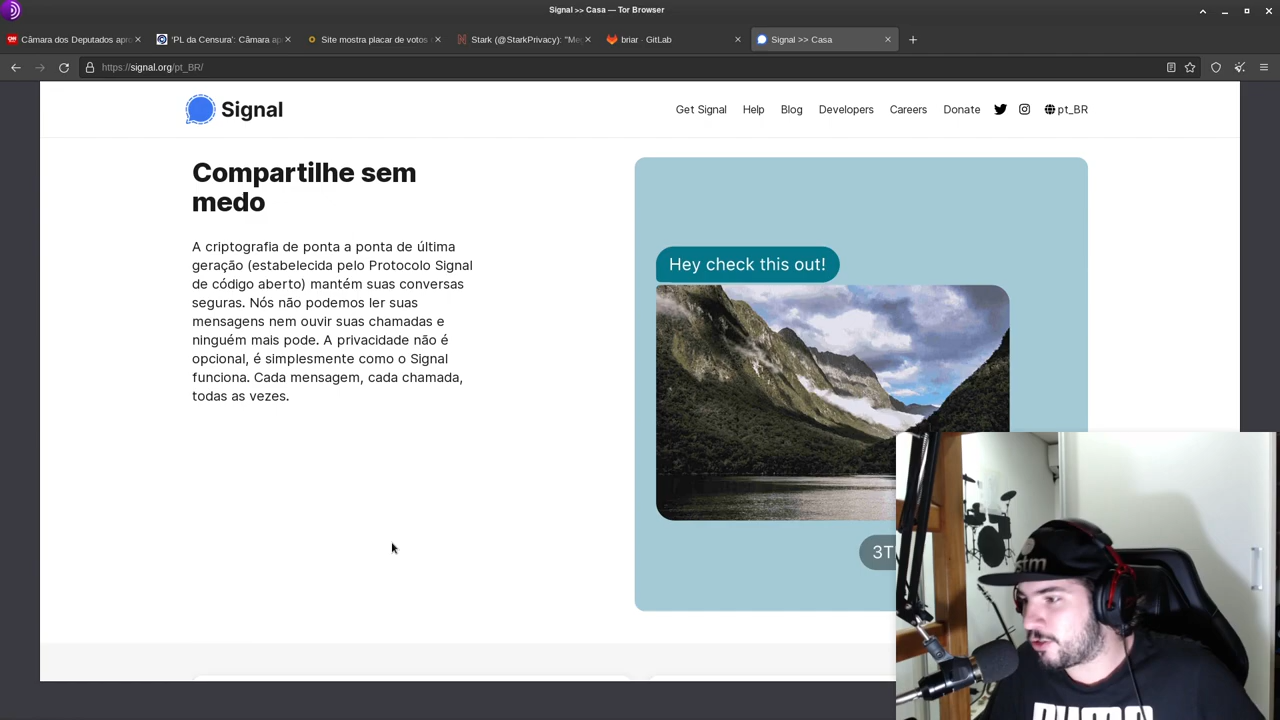 Signal >> Casa — Tor Browser
Câmara dos Deputados apr
'PL da Censura': Câmara ap
Site mostra placar de votos
Stark (@StarkPrivacy): "Me
briar · GitLab
Signal >> Casa
https://signal.org/pt_BR/
Signal
Get Signal Help Blog Developers Careers Donate pt_BR
Compartilhe sem
medo
A criptografia de ponta a ponta de última
geração (estabelecida pelo Protocolo Signal
de código aberto) mantém suas conversas
seguras. Nós não podemos ler suas
mensagens nem ouvir suas chamadas e
ninguém mais pode. A privacidade não é
opcional, é simplesmente como o Signal
funciona. Cada mensagem, cada chamada,
todas as vezes.
Hey check this out!
3T
stm
PUMA